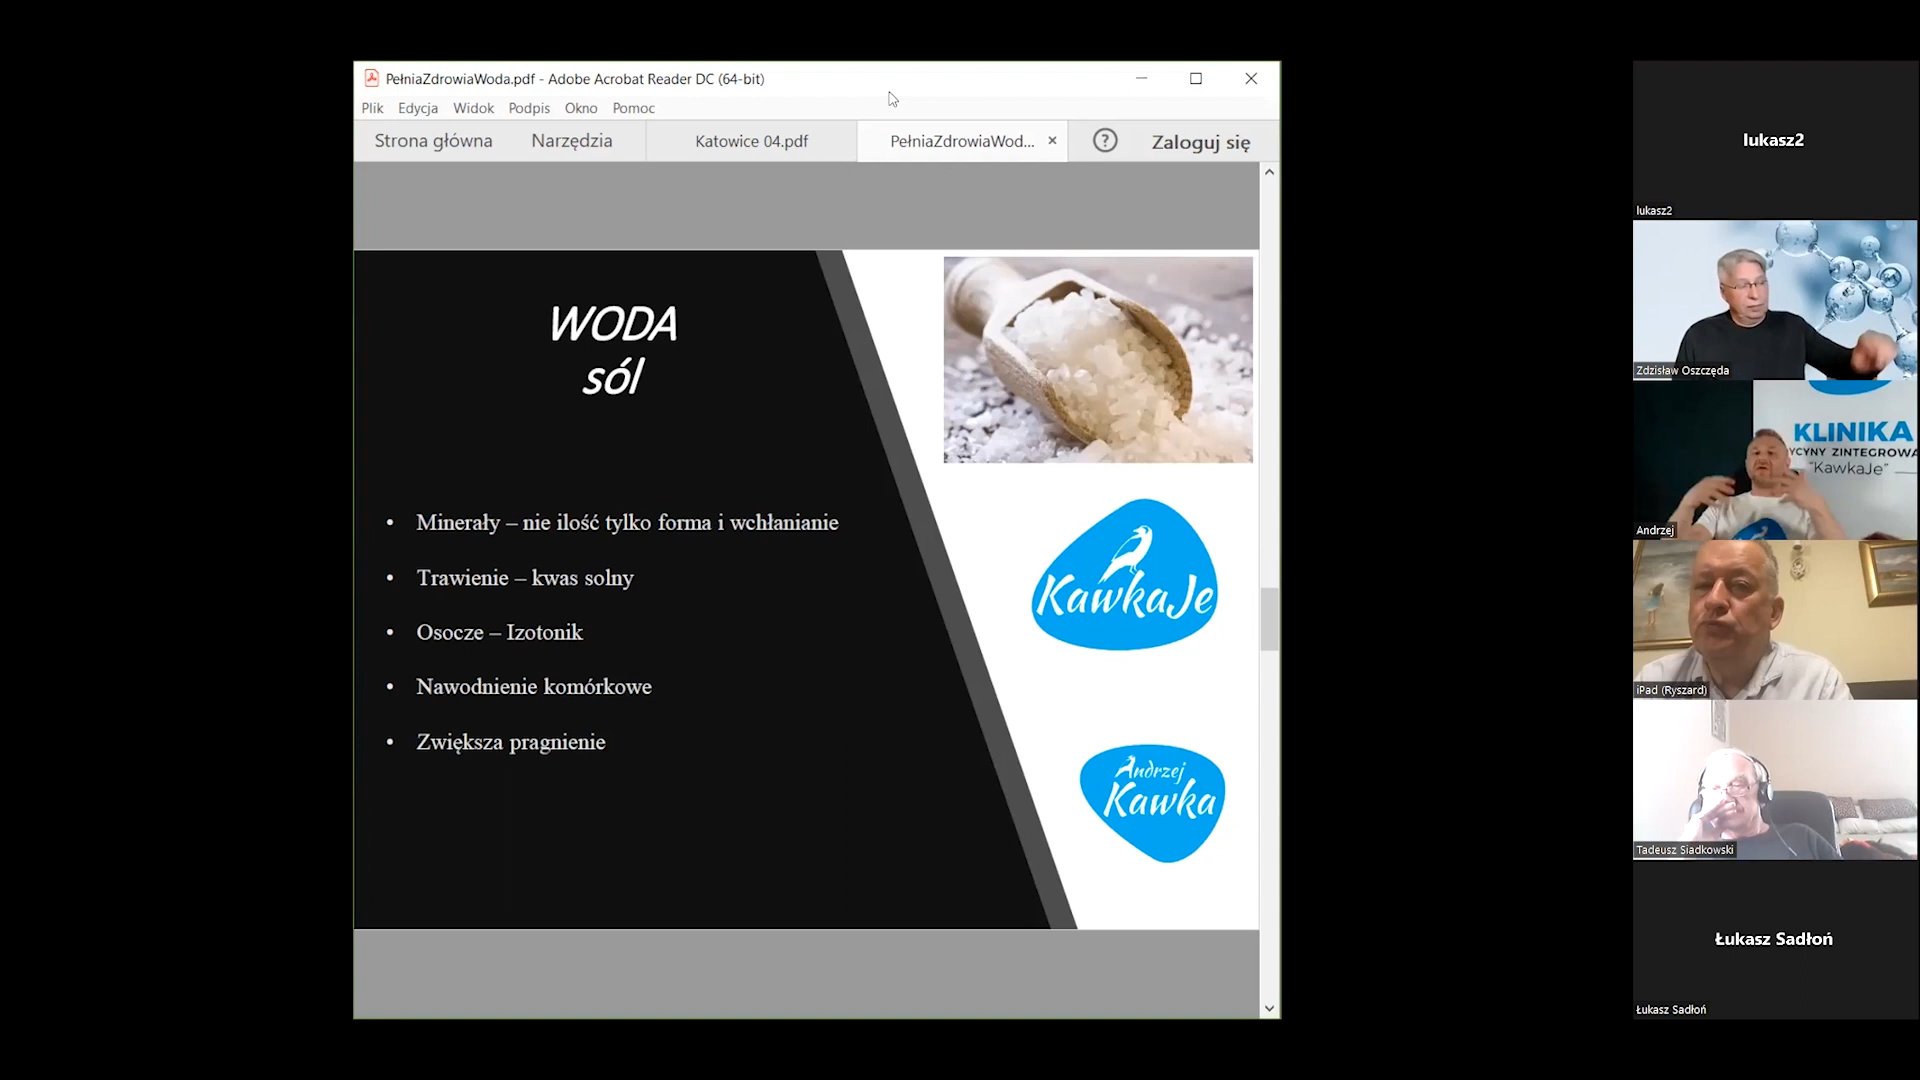 PełniaZdrowiaWoda.pdf - Adobe Acrobat Reader DC (64-bit)
Plik Edycja Widok Podpis Okno Pomoc
Strona główna Narzędzia Katowice 04.pdf PełniaZdrowiaWod... × ? Zaloguj się
WODA
sól
• Minerały – nie ilość tylko forma i wchłanianie
• Trawienie – kwas solny
• Osocze – Izotonik
• Nawodnienie komórkowe
• Zwiększa pragnienie
KawkaJe
Andrzej
Kawka
lukasz2
lukasz2
Zdzisław Oszczęda
KLINIKA
YCYNY ZINTEGROWA
"KawkaJe"
Andrzej
iPad (Ryszard)
Tadeusz Siadkowski
Łukasz Sadłoń
Łukasz Sadłoń